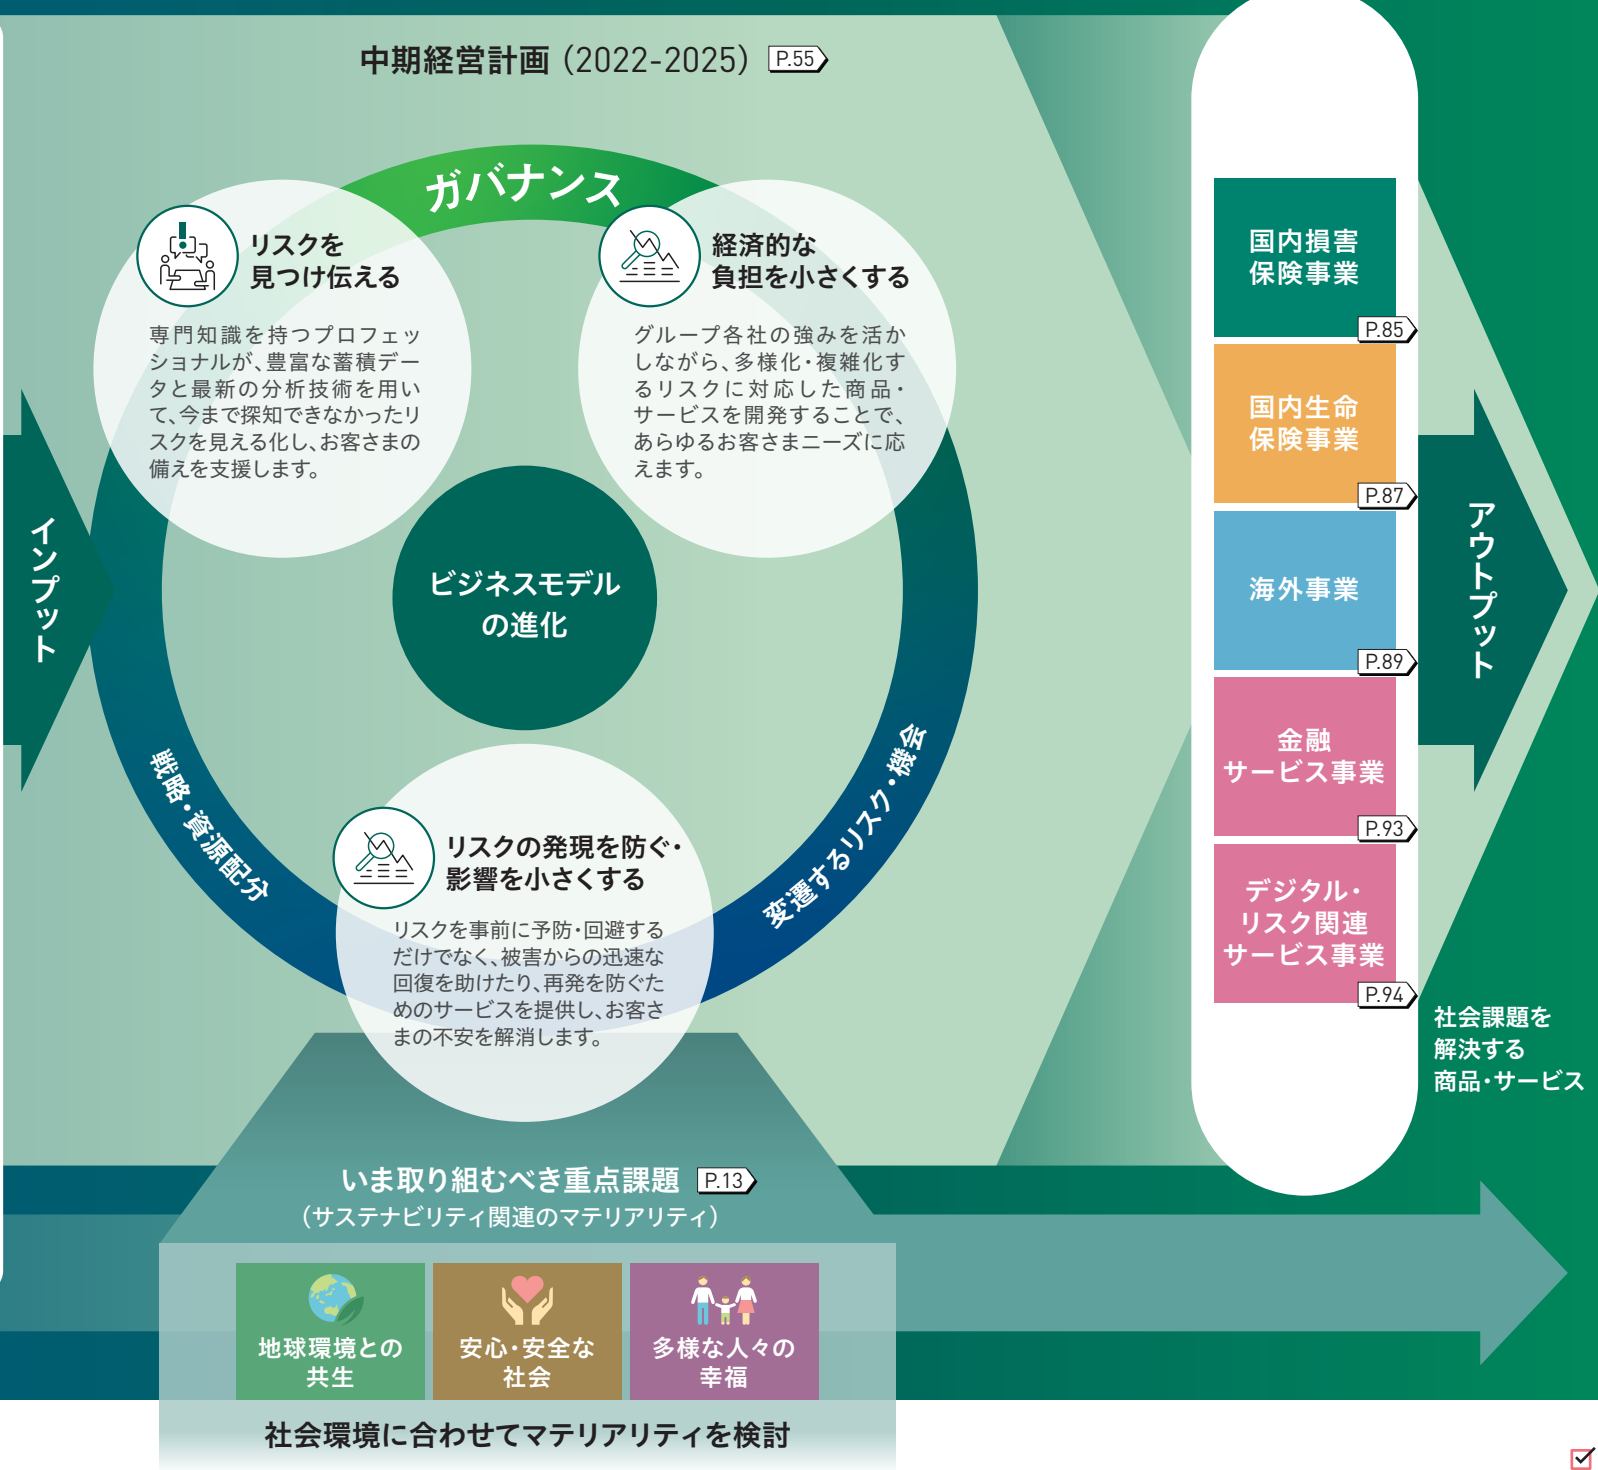 中期経営計画（2022-2025） P.55
ガバナンス
リスクを
見つけ伝える
専門知識を持つプロフェッ
ショナルが、豊富な蓄積デー
タと最新の分析技術を用い
て、今まで探知できなかったリ
スクを見える化し、お客さまの
備えを支援します。
経済的な
負担を小さくする
グループ各社の強みを活か
しながら、多様化・複雑化す
るリスクに対応した商品・
サービスを開発することで、
あらゆるお客さまニーズに応
えます。
インプット
ビジネスモデル
の進化
戦略・資源配分
変遷するリスク・機会
リスクの発現を防ぐ・
影響を小さくする
リスクを事前に予防・回避する
だけでなく、被害からの迅速な
回復を助けたり、再発を防ぐた
めのサービスを提供し、お客さ
まの不安を解消します。
国内損害
保険事業
P.85
国内生命
保険事業
P.87
海外事業
P.89
金融
サービス事業
P.93
デジタル・
リスク関連
サービス事業
P.94
アウトプット
社会課題を
解決する
商品・サービス
いま取り組むべき重点課題 P.13
（サステナビリティ関連のマテリアリティ）
地球環境との
共生
安心・安全な
社会
多様な人々の
幸福
社会環境に合わせてマテリアリティを検討